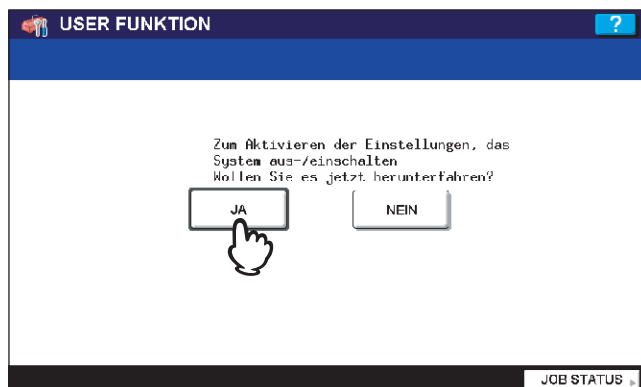 USER FUNKTION
?
Zum Aktivieren der Einstellungen, das
System aus-/einschalten
Wollen Sie es jetzt herunterfahren?
JA
NEIN
JOB STATUS